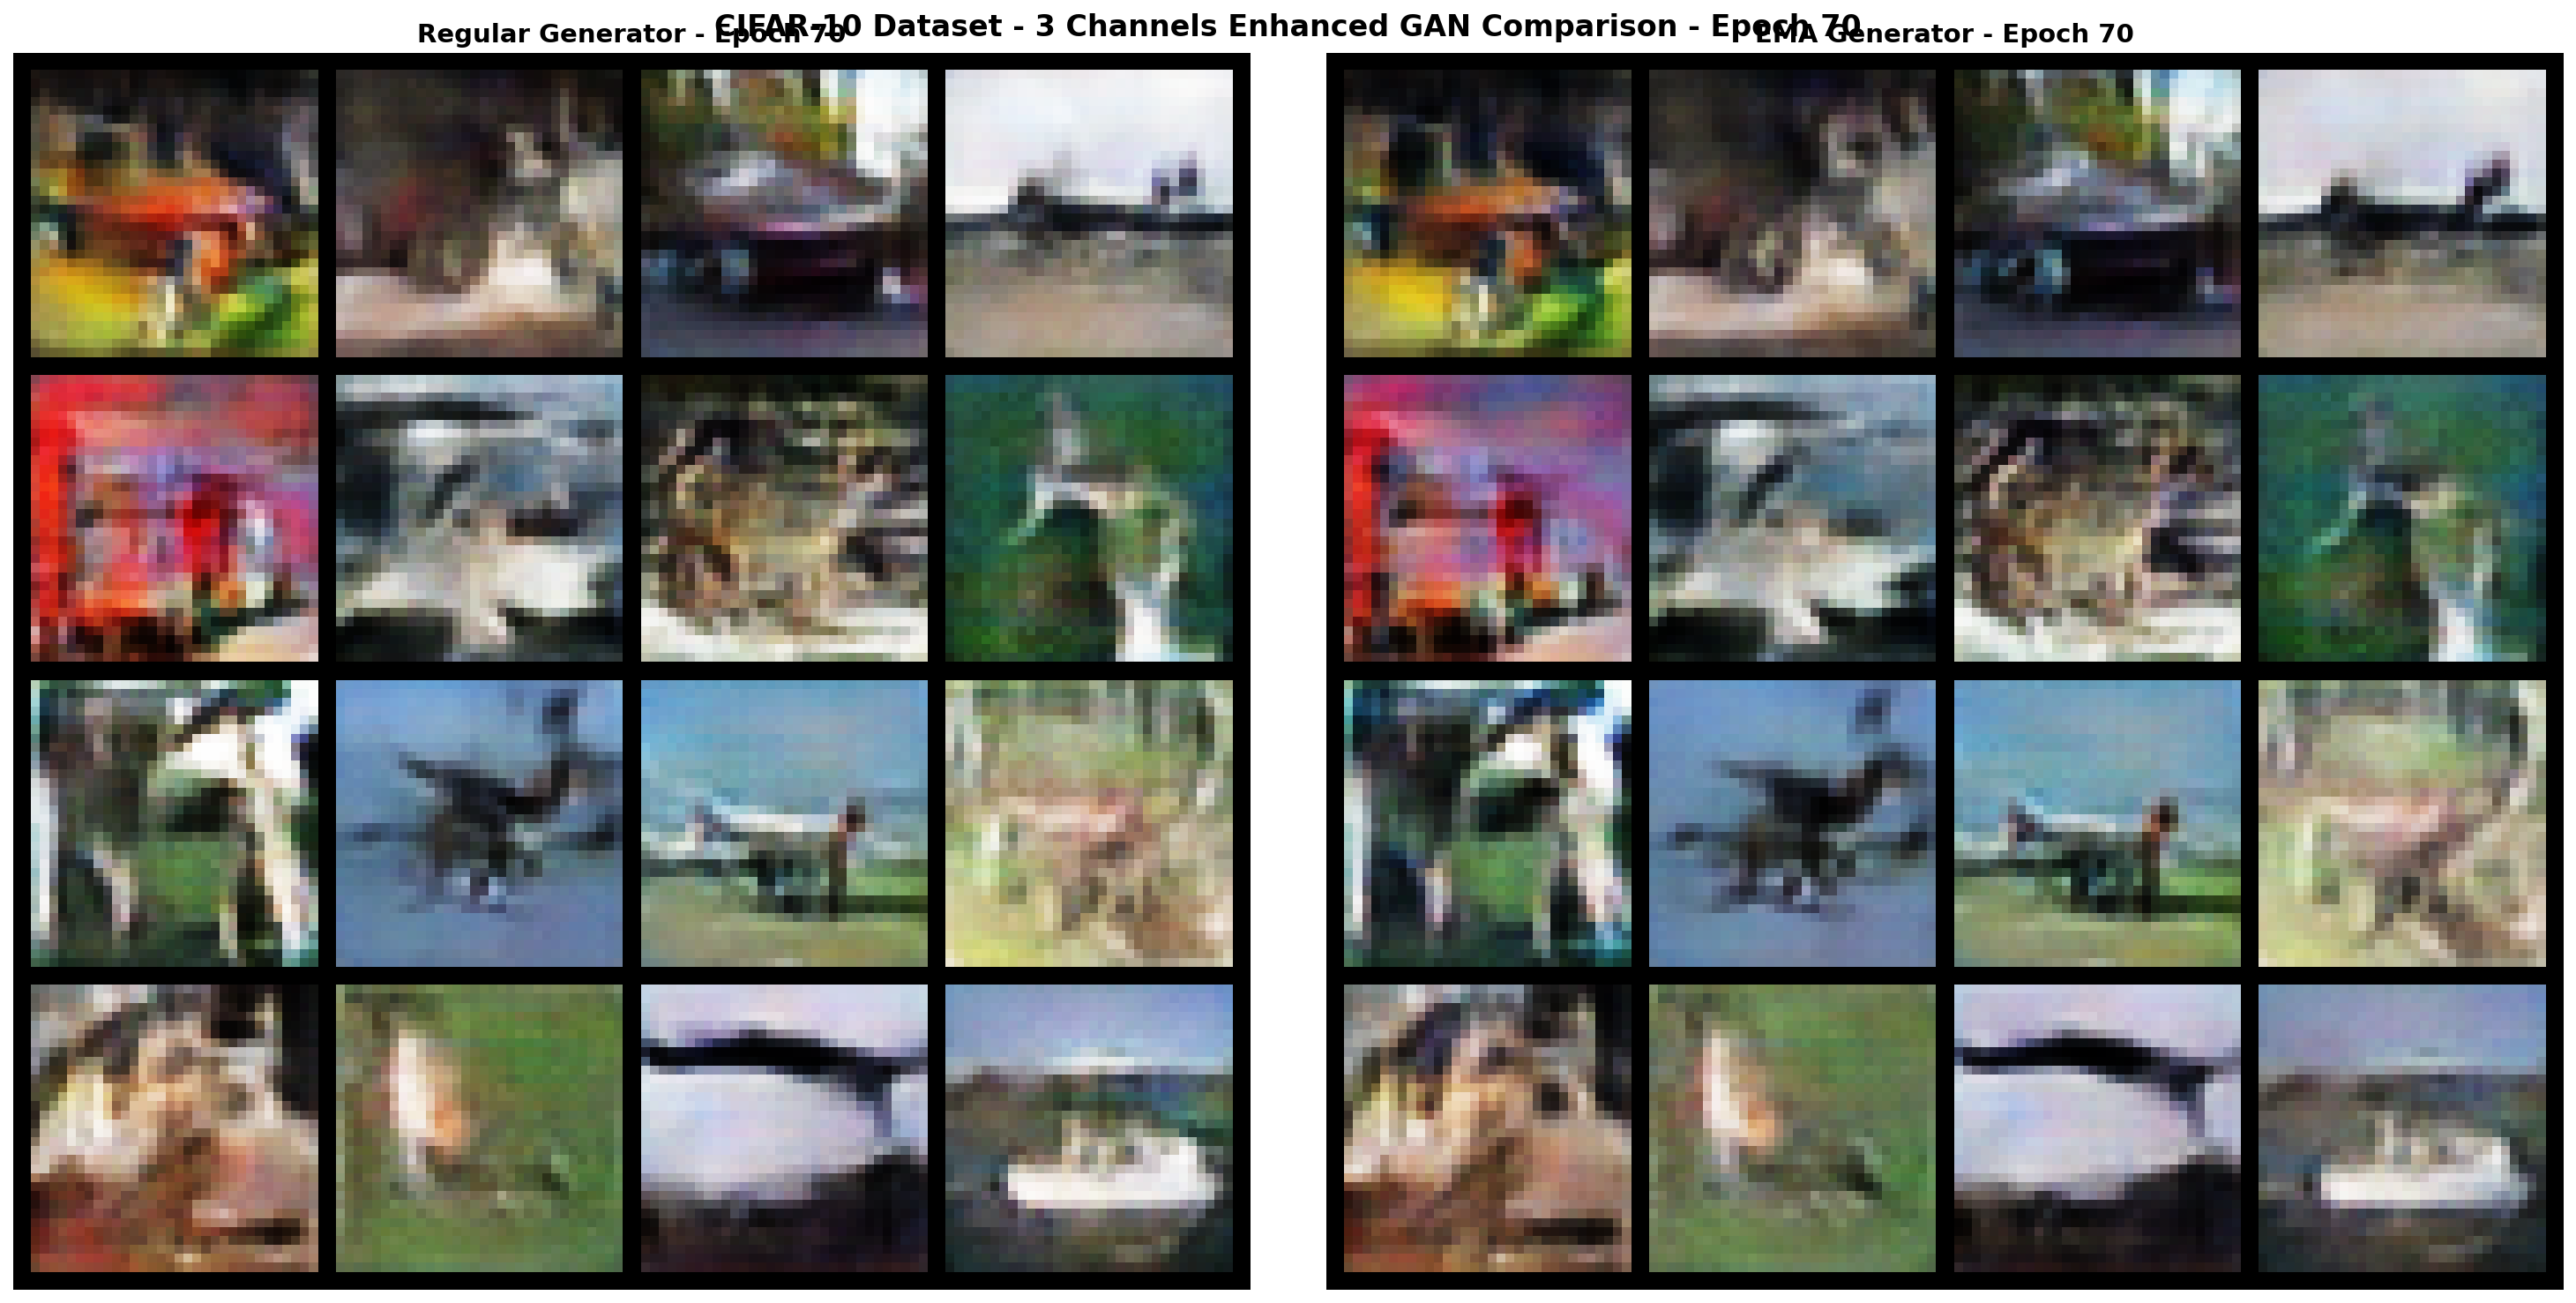 CIFAR-10 Dataset - 3 Channels Enhanced GAN Comparison - Epoch 70
Regular Generator - Epoch 70
EMA Generator - Epoch 70